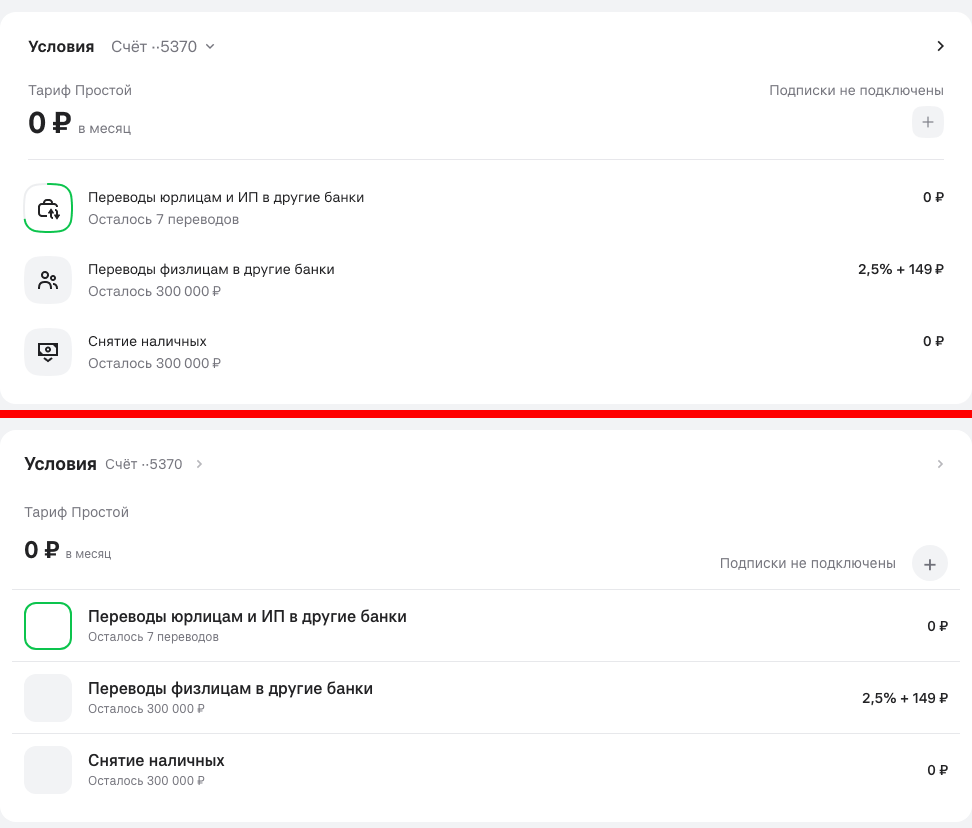 Условия Счёт ··5370
Тариф Простой Подписки не подключены
0 ₽ в месяц
Переводы юрлицам и ИП в другие банки 0 ₽
Осталось 7 переводов
Переводы физлицам в другие банки 2,5% + 149 ₽
Осталось 300 000 ₽
Снятие наличных 0 ₽
Осталось 300 000 ₽
Условия Счёт ··5370
Тариф Простой
0 ₽ в месяц
Подписки не подключены
Переводы юрлицам и ИП в другие банки
Осталось 7 переводов
0 ₽
Переводы физлицам в другие банки
Осталось 300 000 ₽
2,5% + 149 ₽
Снятие наличных
Осталось 300 000 ₽
0 ₽